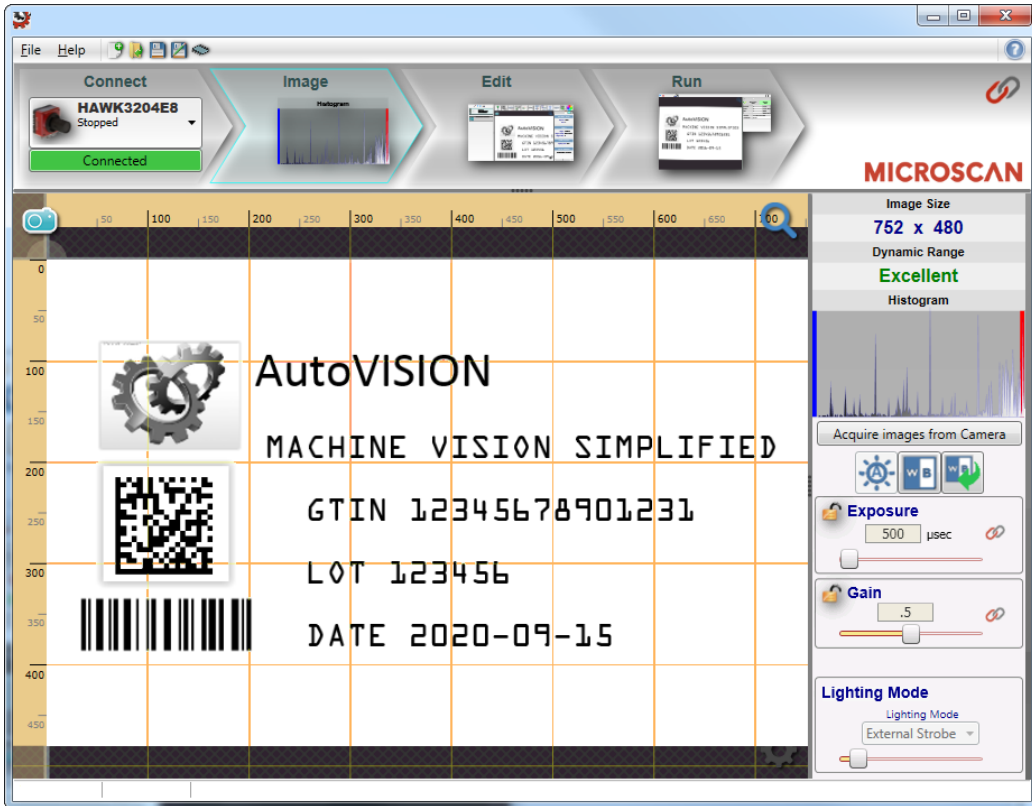 File Help
Connect Image Edit Run
HAWK3204E8
Stopped
Connected
Histogram
MICROSCAN
50 100 150 200 250 300 350 400 450 500 550 600 650 700
0
50
100
150
200
250
300
350
400
450
AutoVISION
MACHINE VISION SIMPLIFIED
GTIN 12345678901231
LOT 123456
DATE 2020-09-15
Image Size
752 x 480
Dynamic Range
Excellent
Histogram
Acquire images from Camera
A W B W B
Exposure
500 µsec
Gain
.5
Lighting Mode
Lighting Mode
External Strobe